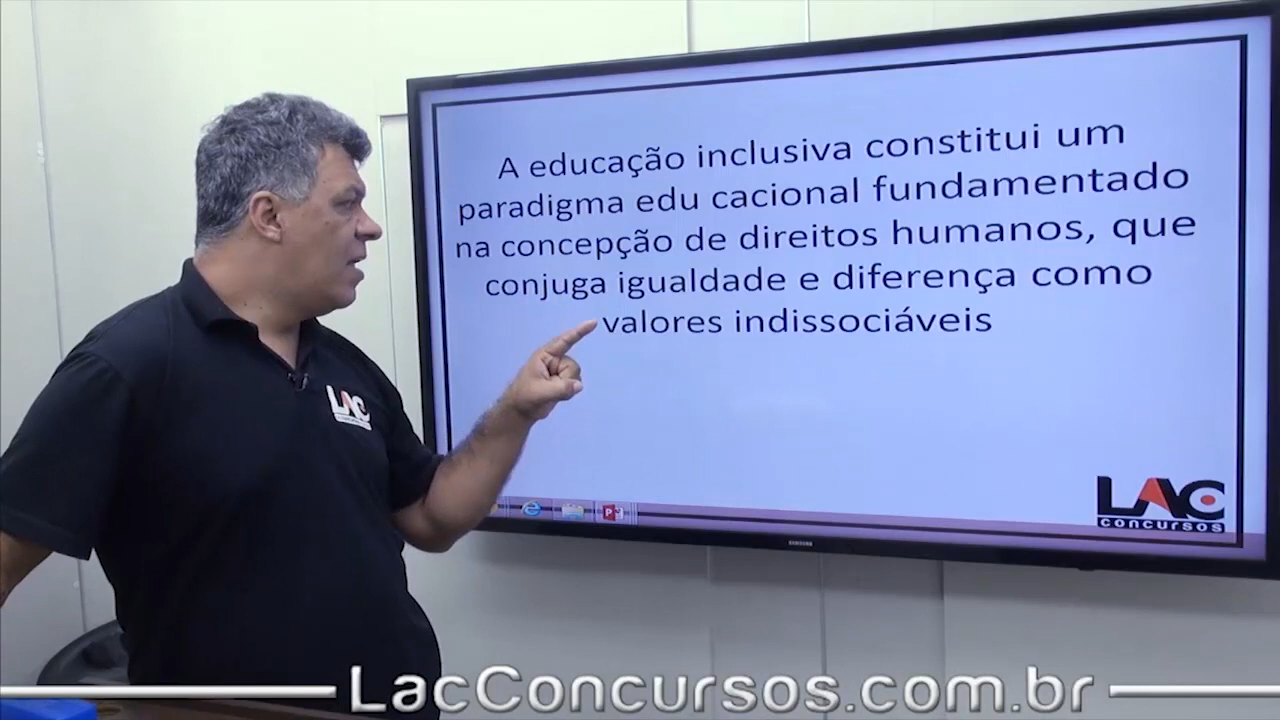 A educação inclusiva constitui um
paradigma edu cacional fundamentado
na concepção de direitos humanos, que
conjuga igualdade e diferença como
valores indissociáveis
LAC
LAC
concursos
SAMSUNG
LacConcursos.com.br